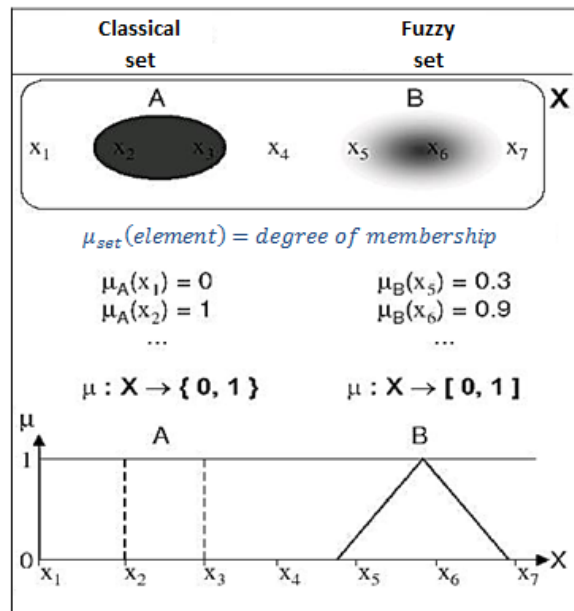 Classical set Fuzzy set
A B X
x₁ x₂ x₃ x₄ x₅ x₆ x₇
μset(element) = degree of membership
μA(x₁) = 0 μB(x₅) = 0.3
μA(x₂) = 1 μB(x₆) = 0.9
... ...
μ : X → { 0, 1 } μ : X → [ 0, 1 ]
μ A B
1
0 X
x₁ x₂ x₃ x₄ x₅ x₆ x₇